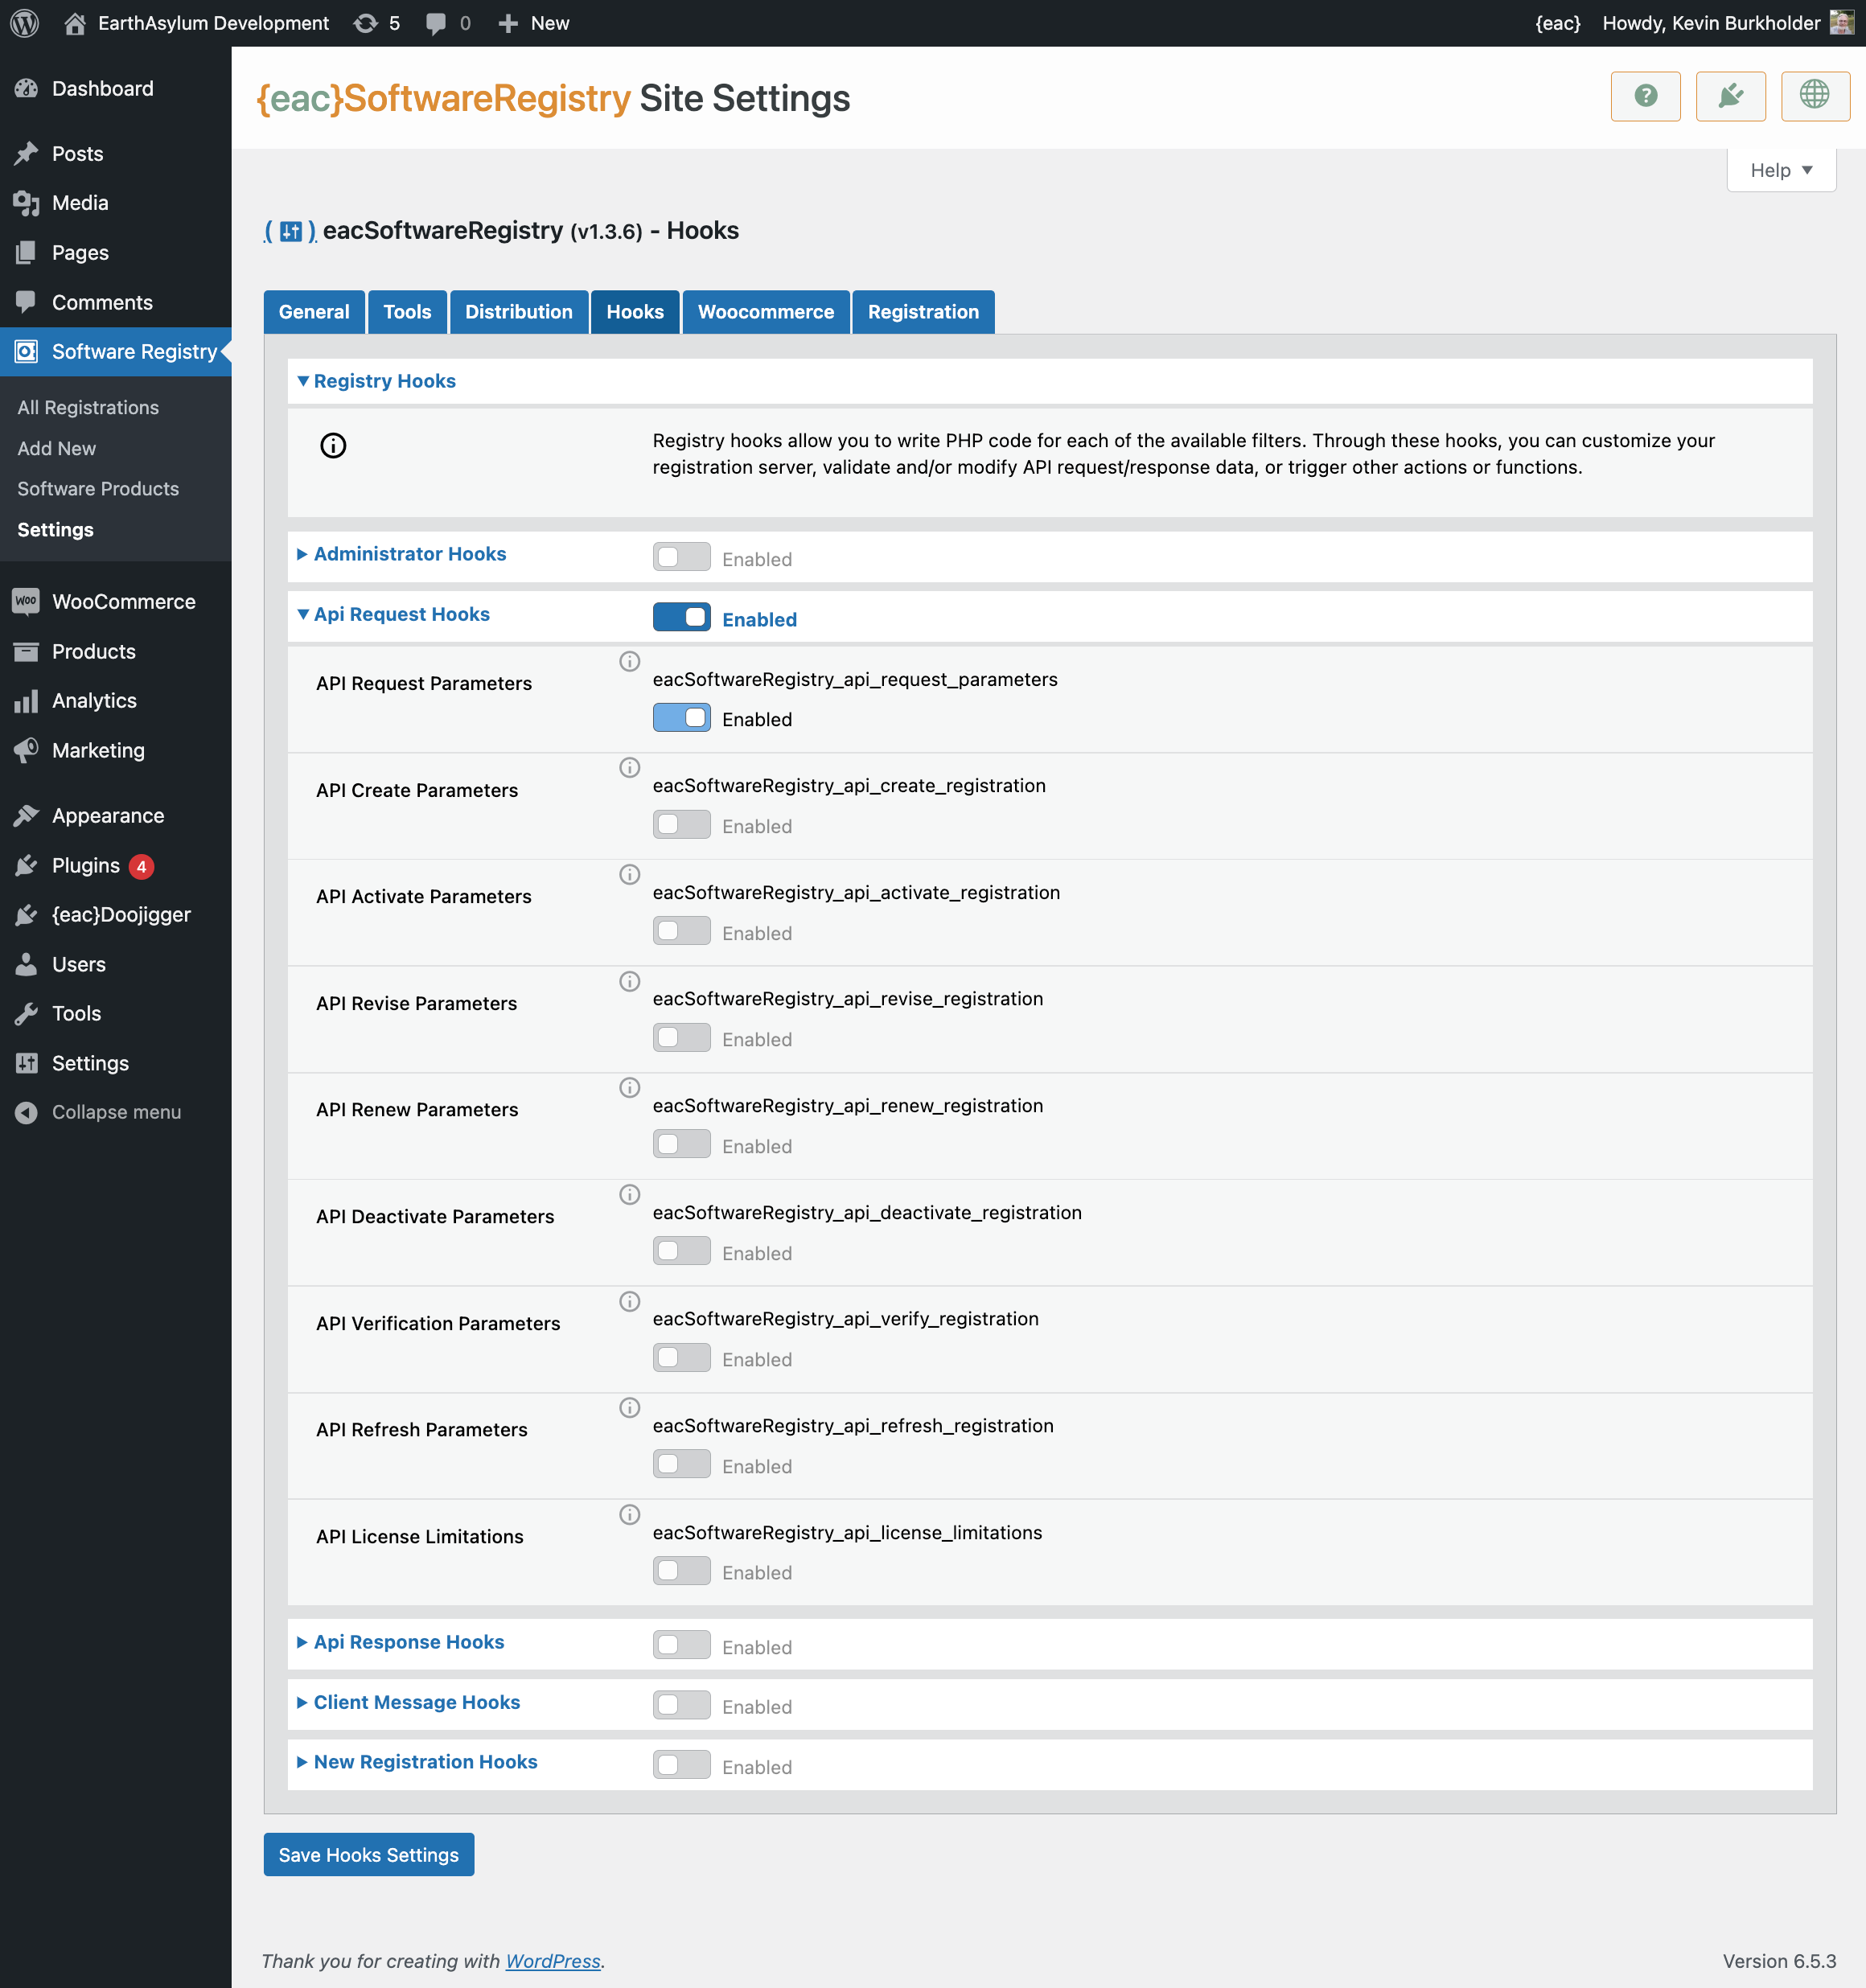 EarthAsylum Development 5 0 New {eac} Howdy, Kevin Burkholder
Dashboard
Posts
Media
Pages
Comments
Software Registry
All Registrations
Add New
Software Products
Settings
Woo WooCommerce
Products
Analytics
Marketing
Appearance
Plugins 4
{eac}Doojigger
Users
Tools
Settings
Collapse menu
{eac}SoftwareRegistry Site Settings
Help
eacSoftwareRegistry (v1.3.6) - Hooks
General Tools Distribution Hooks Woocommerce Registration
Registry Hooks
Registry hooks allow you to write PHP code for each of the available filters. Through these hooks, you can customize your
registration server, validate and/or modify API request/response data, or trigger other actions or functions.
Administrator Hooks Enabled
Api Request Hooks Enabled
API Request Parameters eacSoftwareRegistry_api_request_parameters
Enabled
API Create Parameters eacSoftwareRegistry_api_create_registration
Enabled
API Activate Parameters eacSoftwareRegistry_api_activate_registration
Enabled
API Revise Parameters eacSoftwareRegistry_api_revise_registration
Enabled
API Renew Parameters eacSoftwareRegistry_api_renew_registration
Enabled
API Deactivate Parameters eacSoftwareRegistry_api_deactivate_registration
Enabled
API Verification Parameters eacSoftwareRegistry_api_verify_registration
Enabled
API Refresh Parameters eacSoftwareRegistry_api_refresh_registration
Enabled
API License Limitations eacSoftwareRegistry_api_license_limitations
Enabled
Api Response Hooks Enabled
Client Message Hooks Enabled
New Registration Hooks Enabled
Save Hooks Settings
Thank you for creating with WordPress. Version 6.5.3